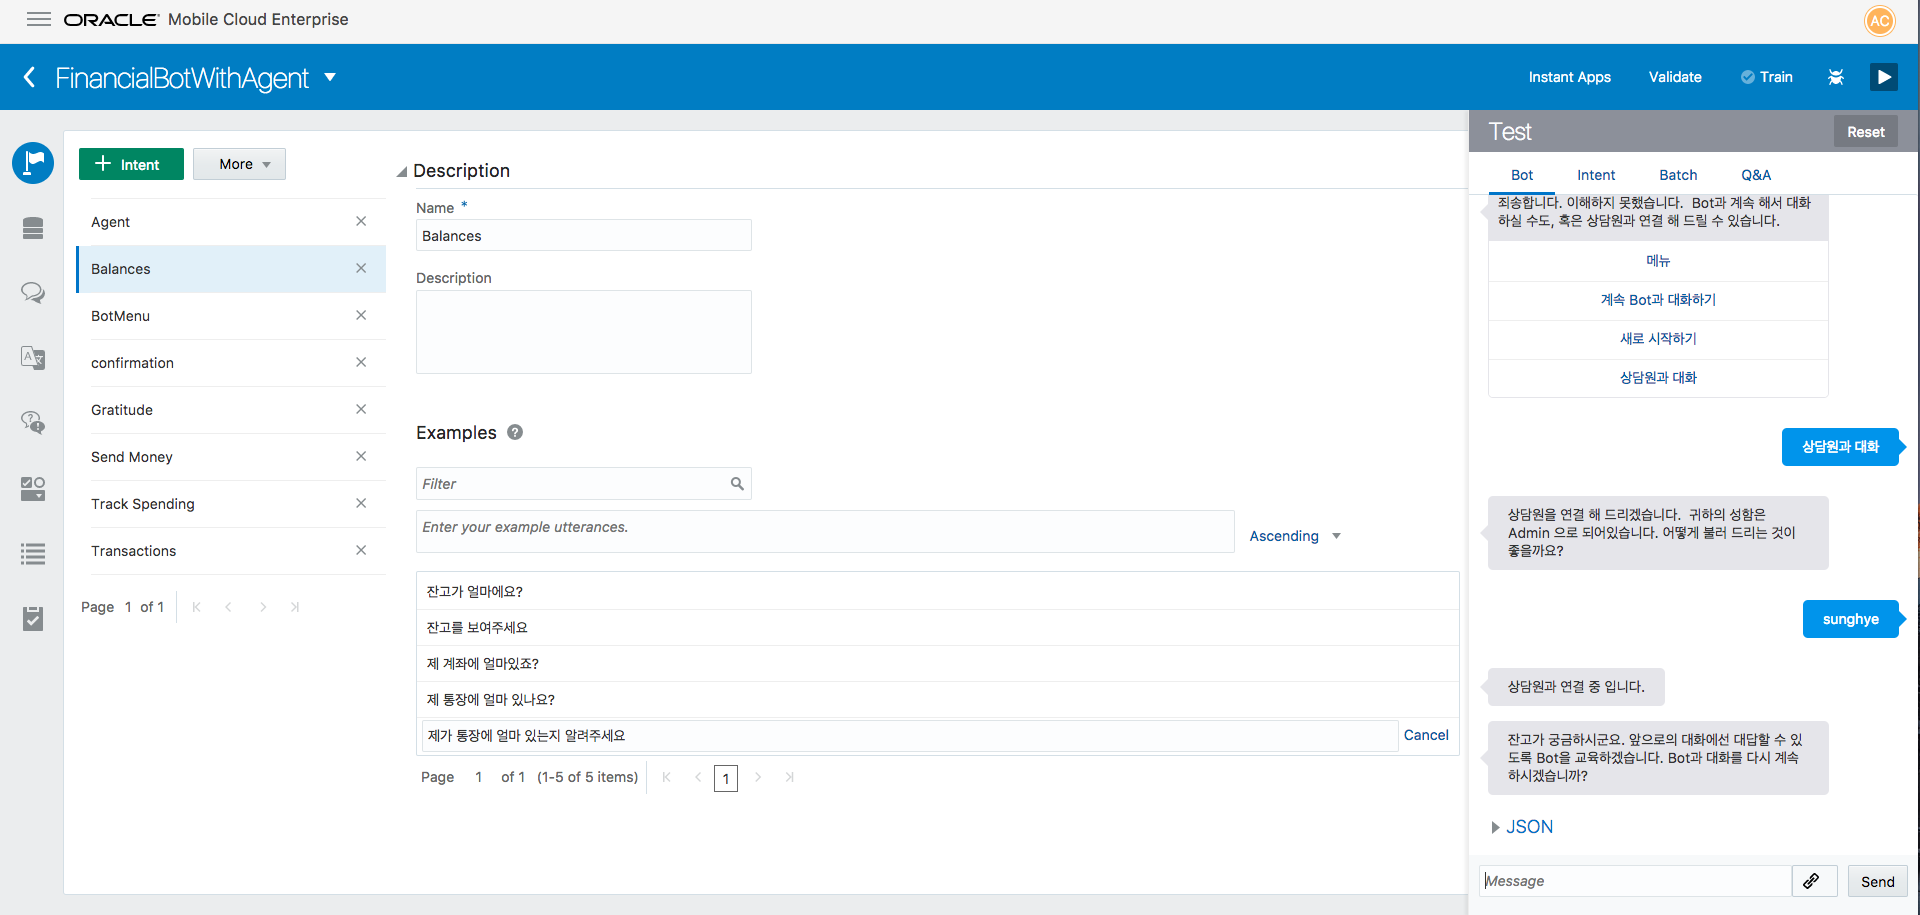 ORACLE Mobile Cloud Enterprise
AC
FinancialBotWithAgent
Instant Apps
Validate
Train
Intent
More
Agent
Balances
BotMenu
confirmation
Gratitude
Send Money
Track Spending
Transactions
Page 1 of 1
Description
Name *
Balances
Description
Examples ?
Filter
Enter your example utterances.
Ascending
잔고가 얼마에요?
잔고를 보여주세요
제 계좌에 얼마있죠?
제 통장에 얼마 있나요?
제가 통장에 얼마 있는지 알려주세요
Cancel
Page 1 of 1 (1-5 of 5 items)
1
Test
Reset
Bot
Intent
Batch
Q&A
죄송합니다. 이해하지 못했습니다. Bot과 계속 해서 대화
하실 수도, 혹은 상담원과 연결 해 드릴 수 있습니다.
메뉴
계속 Bot과 대화하기
새로 시작하기
상담원과 대화
상담원과 대화
상담원을 연결 해 드리겠습니다. 귀하의 성함은
Admin 으로 되어있습니다. 어떻게 불러 드리는 것이
좋을까요?
sunghye
상담원과 연결 중 입니다.
잔고가 궁금하시군요. 앞으로의 대화에선 대답할 수 있
도록 Bot을 교육하겠습니다. Bot과 대화를 다시 계속
하시겠습니까?
JSON
Message
Send